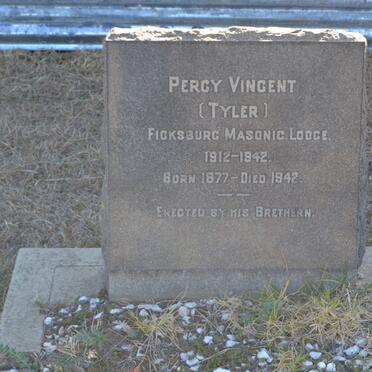 PERCY VINCENT
(TYLER)
FICKSBURG MASONIC LODGE.
1912-1942.
BORN 1877-DIED 1942.
ERECTED BY HIS BRETHERN.